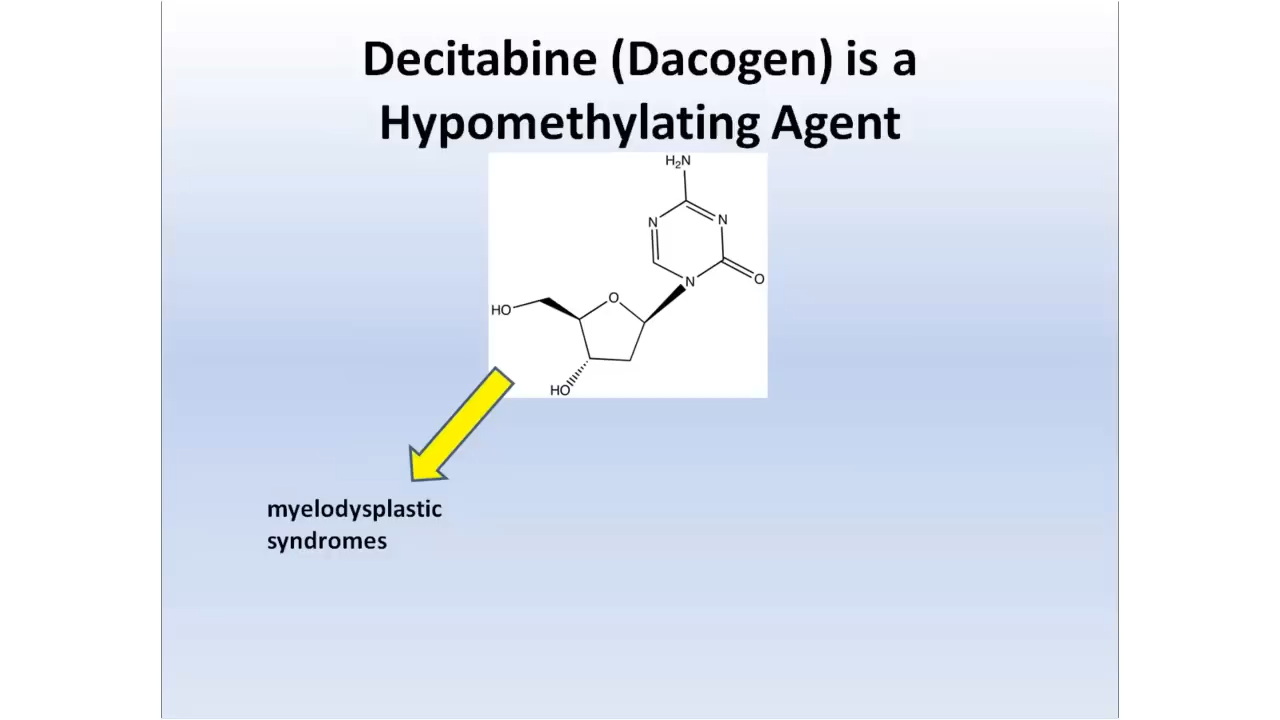 Decitabine (Dacogen) is a
Hypomethylating Agent
H₂N
N
N
N
O
O
HO
HO
myelodysplastic
syndromes